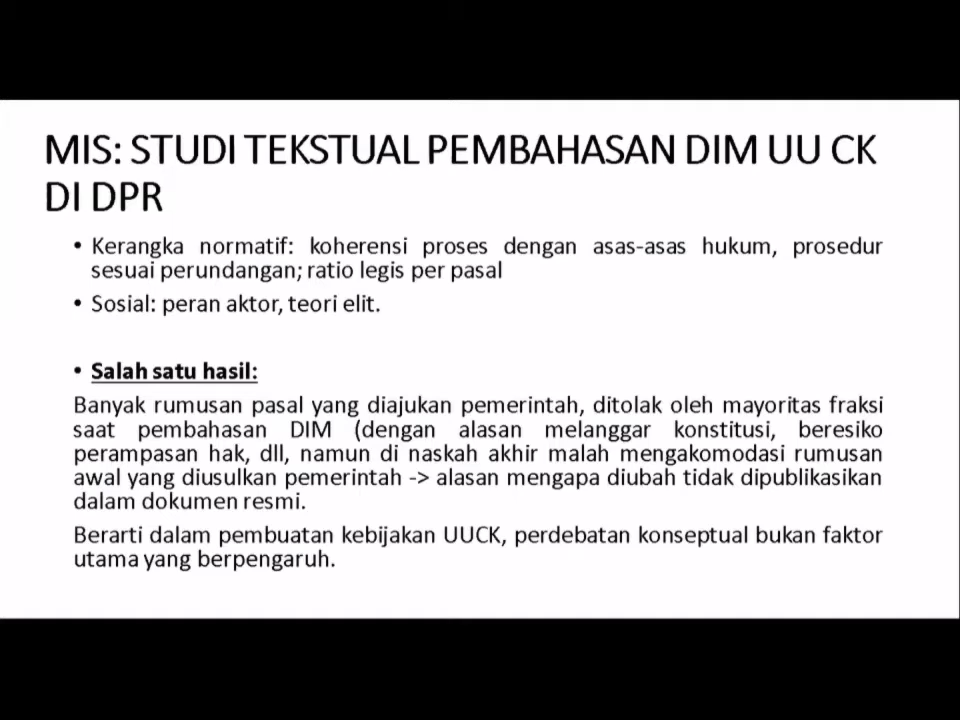 MIS: STUDI TEKSTUAL PEMBAHASAN DIM UU CK
DI DPR
• Kerangka normatif: koherensi proses dengan asas-asas hukum, prosedur
sesuai perundangan; ratio legis per pasal
• Sosial: peran aktor, teori elit.
• Salah satu hasil:
Banyak rumusan pasal yang diajukan pemerintah, ditolak oleh mayoritas fraksi
saat pembahasan DIM (dengan alasan melanggar konstitusi, beresiko
perampasan hak, dll, namun di naskah akhir malah mengakomodasi rumusan
awal yang diusulkan pemerintah -> alasan mengapa diubah tidak dipublikasikan
dalam dokumen resmi.
Berarti dalam pembuatan kebijakan UUCK, perdebatan konseptual bukan faktor
utama yang berpengaruh.